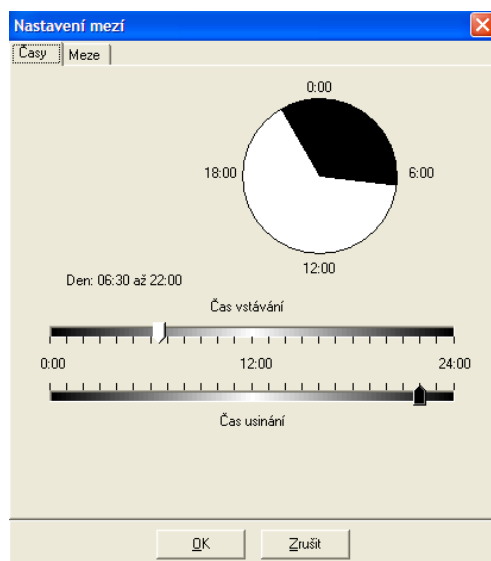 Nastavení mezí
Časy Meze
0:00
18:00 6:00
12:00
Den: 06:30 až 22:00
Čas vstávání
0:00 12:00 24:00
Čas usínání
OK Zrušit